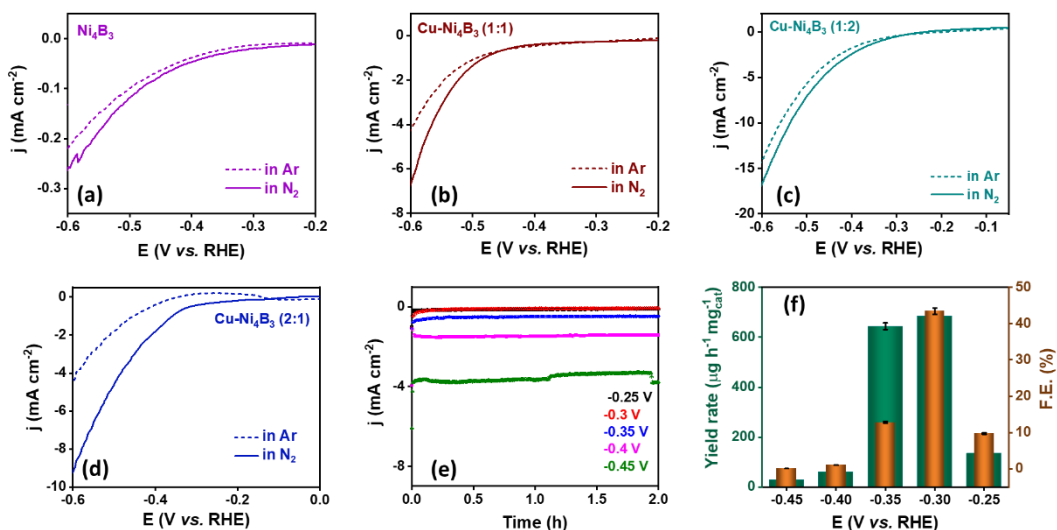 Ni₄B₃
0.0
-0.1
-0.2
-0.3
j (mA cm⁻²)
in Ar
in N₂
(a)
-0.6 -0.5 -0.4 -0.3 -0.2
E (V vs. RHE)
Cu-Ni₄B₃ (1:1)
0
-2
-4
-6
-8
j (mA cm⁻²)
in Ar
in N₂
(b)
-0.6 -0.5 -0.4 -0.3 -0.2
E (V vs. RHE)
Cu-Ni₄B₃ (1:2)
0
-5
-10
-15
-20
j (mA cm⁻²)
in Ar
in N₂
(c)
-0.6 -0.5 -0.4 -0.3 -0.2 -0.1
E (V vs. RHE)
0
-2
-4
-6
-8
-10
j (mA cm⁻²)
Cu-Ni₄B₃ (2:1)
in Ar
in N₂
(d)
-0.6 -0.4 -0.2 0.0
E (V vs. RHE)
0
-4
-8
j (mA cm⁻²)
-0.25 V
-0.3 V
-0.35 V
-0.4 V
-0.45 V
(e)
0.0 0.5 1.0 1.5 2.0
Time (h)
(f)
800
600
400
200
0
Yield rate (μg h⁻¹ mg⁻¹cat)
50
40
30
20
10
0
F.E. (%)
-0.45 -0.40 -0.35 -0.30 -0.25
E (V vs. RHE)